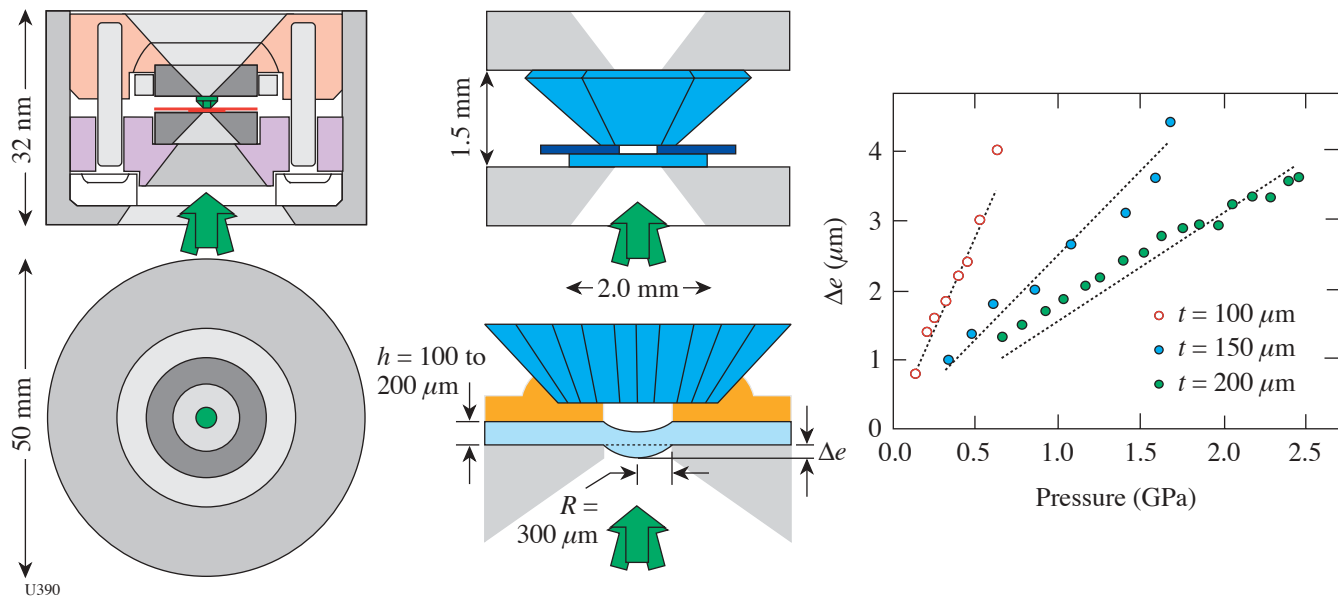 32 nm
50 mm
U390
1.5 mm
2.0 mm
h = 100 to
200 μm
Δe
R =
300 μm
Δe (μm)
4
3
2
1
0
0.0 0.5 1.0 1.5 2.0 2.5
Pressure (GPa)
t = 100 μm
t = 150 μm
t = 200 μm